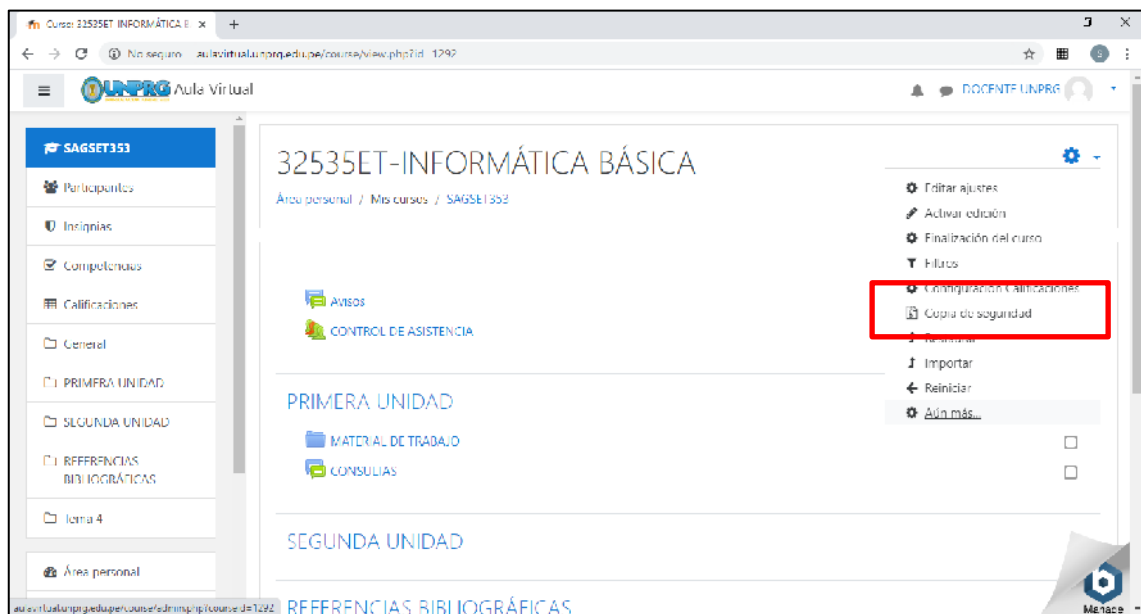 Curso: 32535ET-INFORMÁTICA B
No seguro
aulavirtual.unprg.edu.pe/course/view.php?id=1292
S
UNPRG Aula Virtual
DOCENTE UNPRG
SAGSET353
Participantes
Insignias
Competencias
Calificaciones
General
PRIMERA UNIDAD
SEGUNDA UNIDAD
REFERENCIAS
BIBLIOGRÁFICAS
Tema 4
Área personal
32535ET-INFORMÁTICA BÁSICA
Área personal / Mis cursos / SAGSET353
Avisos
CONTROL DE ASISTENCIA
PRIMERA UNIDAD
MATERIAL DE TRABAJO
CONSULTAS
SEGUNDA UNIDAD
REFERENCIAS BIBLIOGRÁFICAS
Editar ajustes
Activar edición
Finalización del curso
Filtros
Configuración Calificaciones
Copia de seguridad
Restaurar
Importar
Reiniciar
Aún más...
Manage
aulavirtual.unprg.edu.pe/course/admin.php?courseid=1292